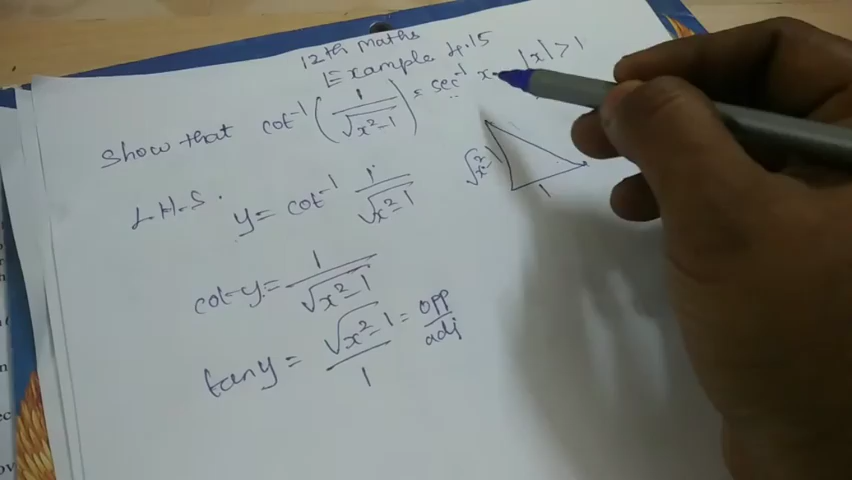 12th Maths
Example 4.15
Show that cot⁻¹(1/√(x²-1)) = sec⁻¹ x |x| > 1
L.H.S. y = cot⁻¹ 1/√(x²-1)
√(x²-1)
1
cot y = 1/√(x²-1)
tan y = √(x²-1)/1 = opp/adj